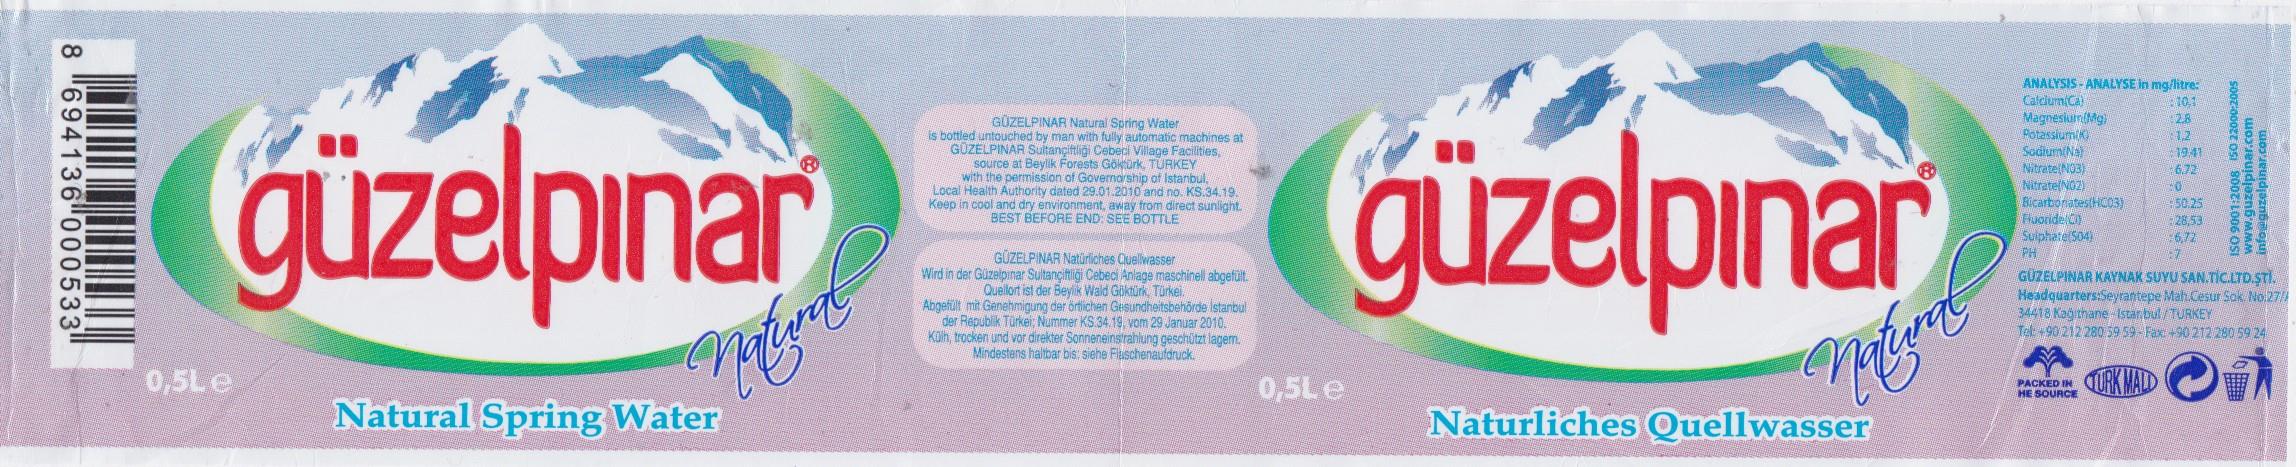 8 694136 000533
güzelpınar®
Natural
0,5L e
Natural Spring Water
GÜZELPINAR Natural Spring Water
is bottled untouched by man with fully automatic machines at
GÜZELPINAR Sultançiftliği Cebeci Village Facilities,
source at Beylik Forests Göktürk, TURKEY
with the permission of Governorship of Istanbul,
Local Health Authority dated 29.01.2010 and no. KS.34.19.
Keep in cool and dry environment, away from direct sunlight.
BEST BEFORE END: SEE BOTTLE
GÜZELPINAR Natürliches Quellwasser
Wird in der Güzelpınar Sultançiftliği Cebeci Anlage maschinell abgefült.
Quellort ist der Beylik Wald Göktürk, Türkei.
Abgefült mit Genehmigung der örtlichen Gesundheitsbehörde İstanbul
der Republik Türkei; Nummer KS.34.19, vom 29 Januar 2010.
Külh, trocken und vor direkter Sonneneinstrahlung geschützt lagern.
Mindestens haltbar bis: siehe Flaschenaufdruck.
güzelpınar®
Natural
0,5L e
Naturliches Quellwasser
ANALYSIS - ANALYSE in mg/litre:
Calcium(Ca) : 10,1
Magnesium(Mg) : 2,8
Potassium(K) : 1,2
Sodium(Na) : 19.41
Nitrate(N03) : 6,72
Nitrate(N02) : 0
Bicarbonates(HC03) : 50.25
Fluoride(Cl) : 28,53
Sulphate(S04) : 6,72
PH : 7
ISO 9001:2008 ISO 22000:2005
www.guzelpinar.com
info@guzelpinar.com
GÜZELPINAR KAYNAK SUYU SAN.TİC.LTD.ŞTİ.
Headquarters:Seyrantepe Mah.Cesur Sok. No:27/A
34418 Kağıthane - Istanbul / TURKEY
Tel: +90 212 280 59 59 - Fax: +90 212 280 59 24
PACKED IN
HE SOURCE
TURK MALI